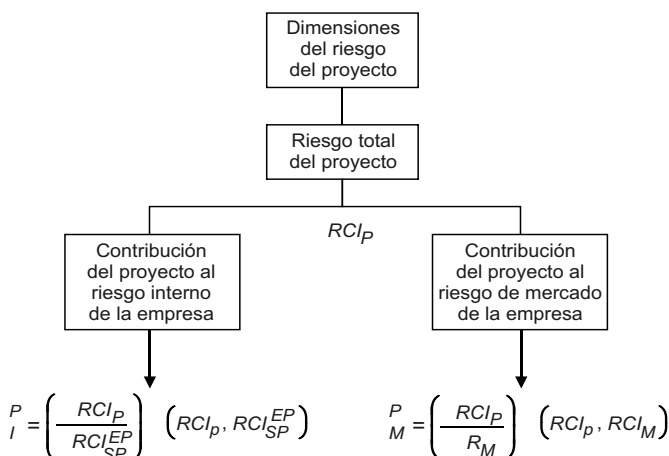 Dimensiones
del riesgo
del proyecto
Riesgo total
del proyecto
RCI_P
Contribución
del proyecto al
riesgo interno
de la empresa
Contribución
del proyecto al
riesgo de mercado
de la empresa
P I = (RCI_P / RCI_SP^EP) (RCI_p, RCI_SP^EP)
P M = (RCI_P / R_M) (RCI_p, RCI_M)